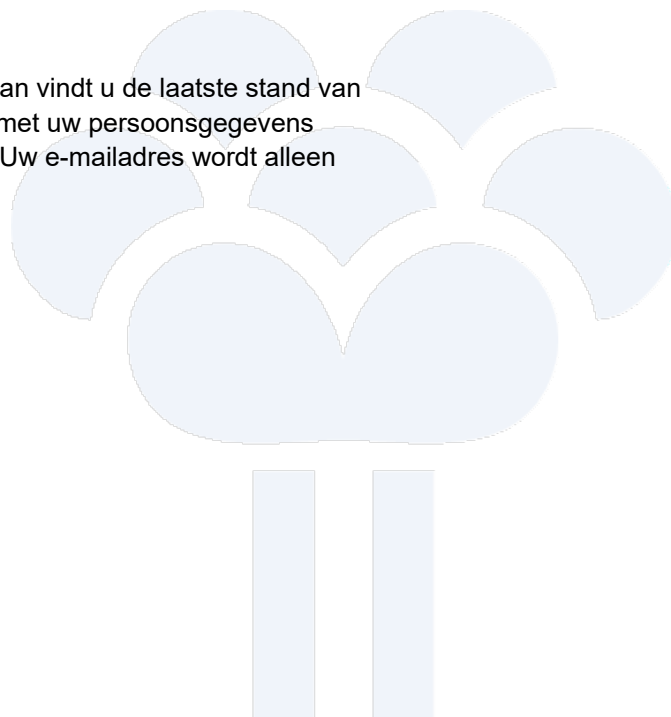 an vindt u de laatste stand van
met uw persoonsgegevens
Uw e-mailadres wordt alleen